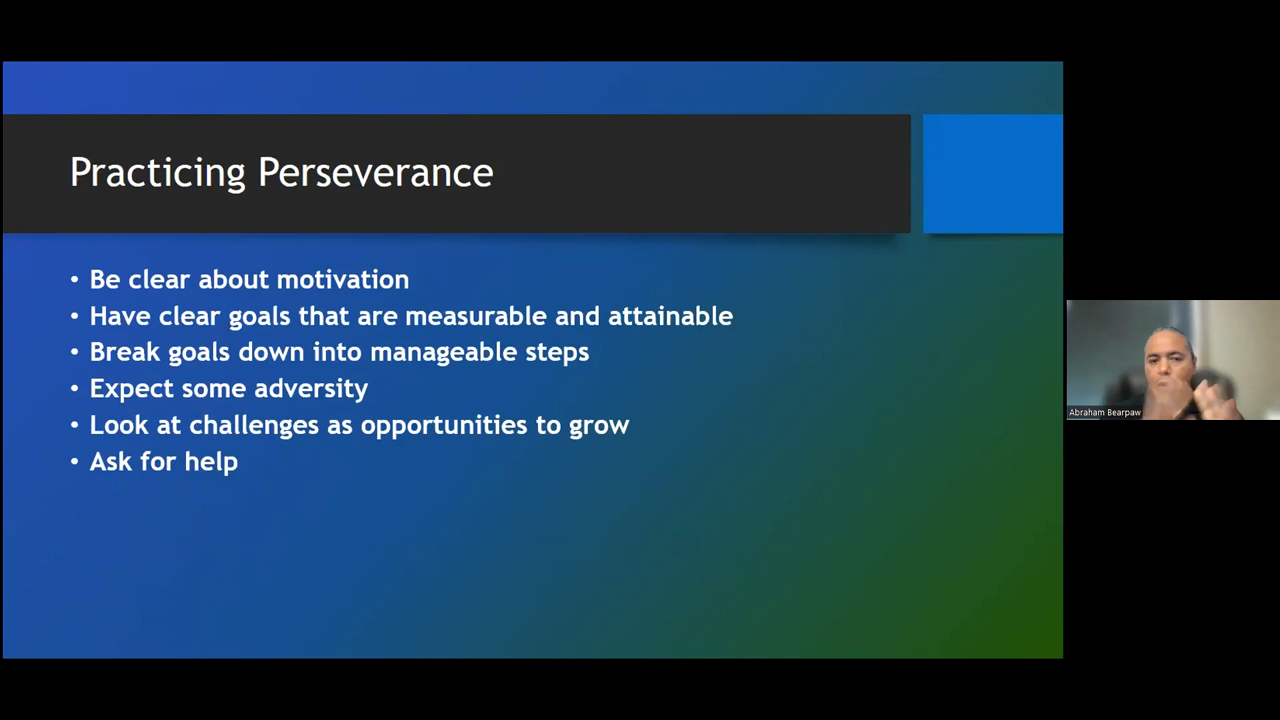 Practicing Perseverance
• Be clear about motivation
• Have clear goals that are measurable and attainable
• Break goals down into manageable steps
• Expect some adversity
• Look at challenges as opportunities to grow
• Ask for help
Abraham Bearpaw